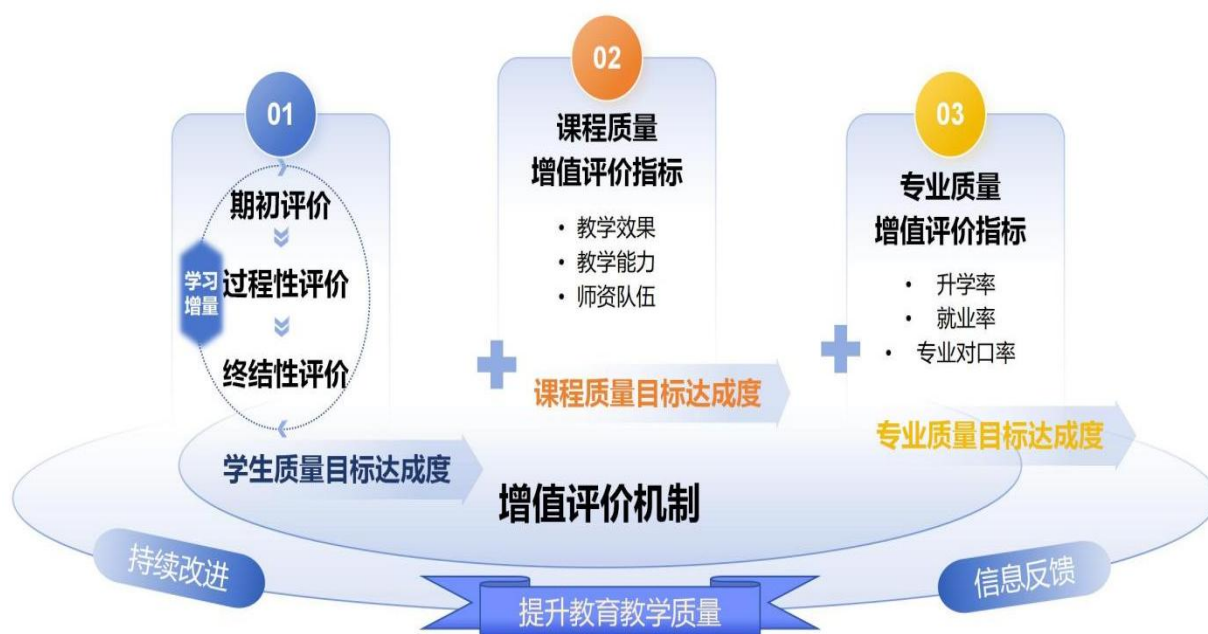 01
期初评价
过程性评价
终结性评价
学习
增量
学生质量目标达成度
02
课程质量
增值评价指标
• 教学效果
• 教学能力
• 师资队伍
课程质量目标达成度
03
专业质量
增值评价指标
• 升学率
• 就业率
• 专业对口率
专业质量目标达成度
增值评价机制
持续改进
提升教育教学质量
信息反馈